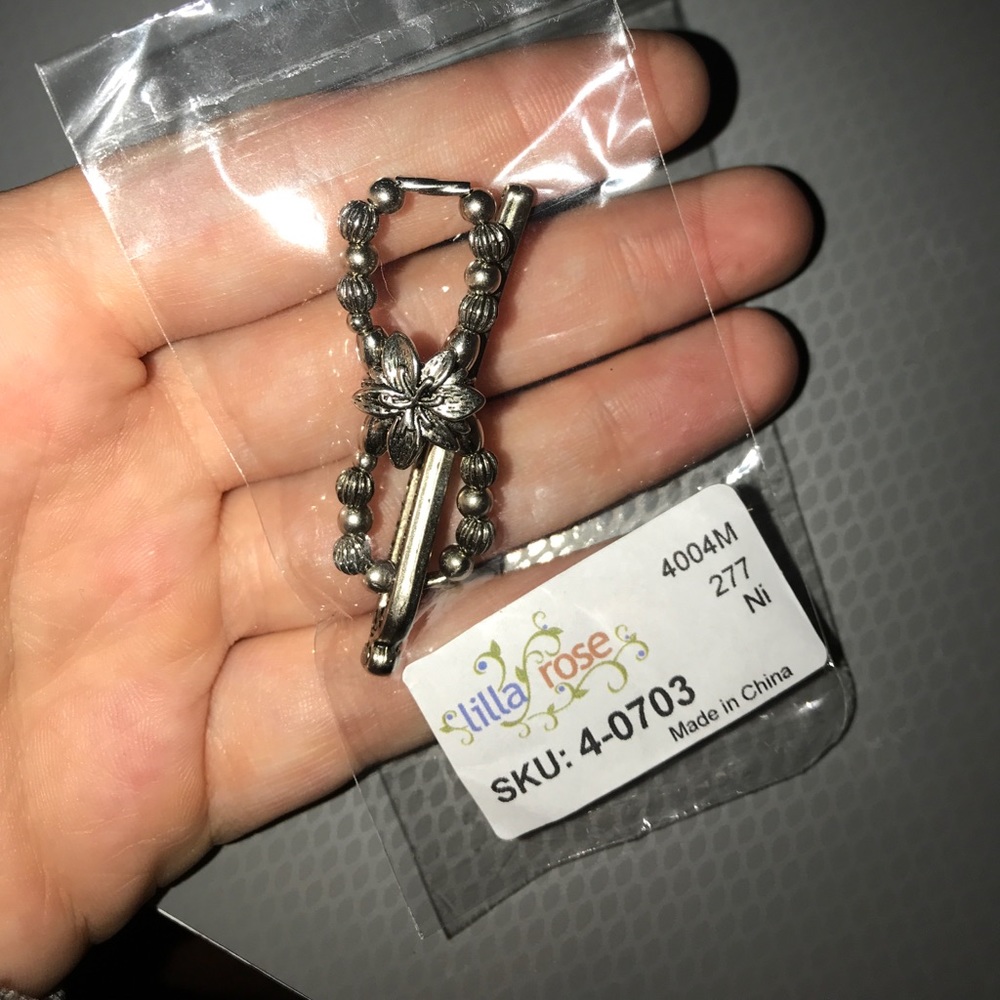 4004M
277
Ni
lilla rose
SKU: 4-0703
Made in China